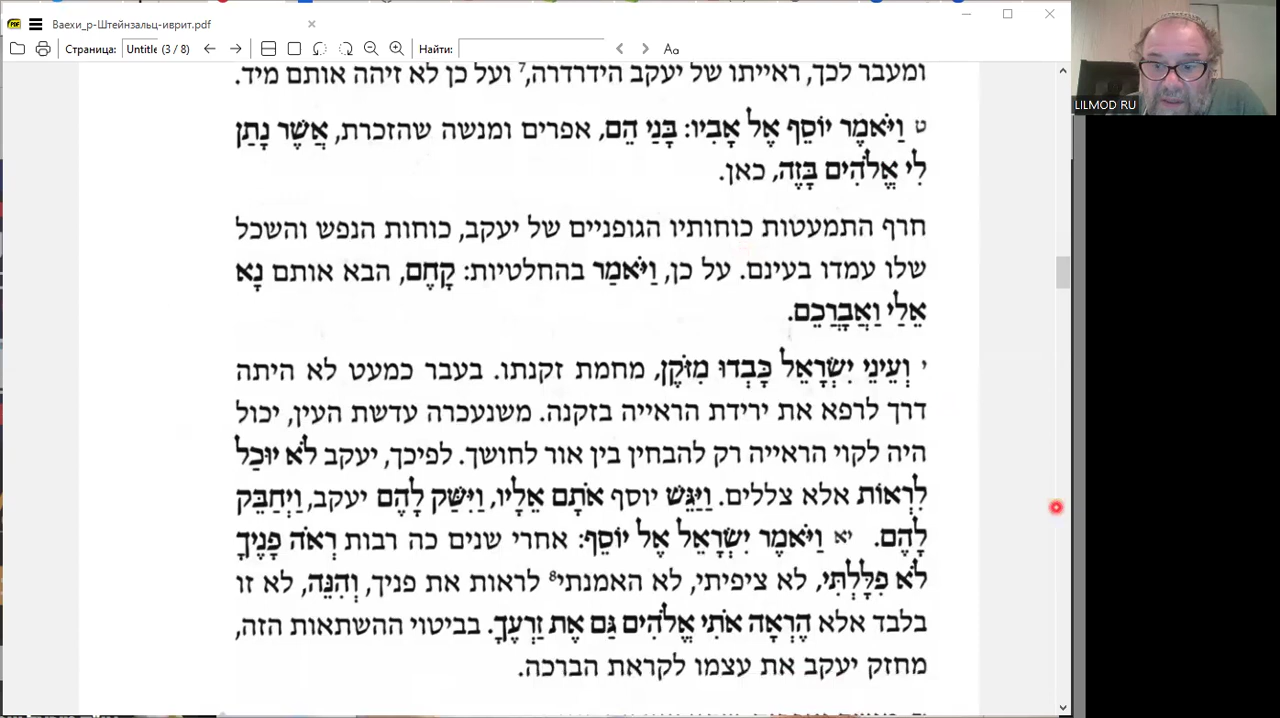 Ваехи_р-Штейнзальц-иврит.pdf
Страница: Untitle (3 / 8) Найти: Aa
LILMOD RU
ומעבר לכך, ראייתו של יעקב הידרדרה,7 ועל כן לא זיהה אותם מיד.
ט וַיֹּאמֶר יוֹסֵף אֶל אָבִיו: בָּנַי הֵם, אפרים ומנשה שהזכרת, אֲשֶׁר נָתַן
לִי אֱלֹהִים בָּזֶה, כאן.
חרף התמעטות כוחותיו הגופניים של יעקב, כוחות הנפש והשכל
שלו עמדו בעינם. על כן, וַיֹּאמַר בהחלטיות: קָחֶם, הבא אותם נָא
אֵלַי וַאֲבָרֲכֵם.
י וְעֵינֵי יִשְׂרָאֵל כָּבְדוּ מִזֹּקֶן, מחמת זקנתו. בעבר כמעט לא היתה
דרך לרפא את ירידת הראייה בזקנה. משנעכרה עדשת העין, יכול
היה לקוי הראייה רק להבחין בין אור לחושך. לפיכך, יעקב לֹא יוּכַל
לִרְאוֹת אלא צללים. וַיַּגֵּשׁ יוסף אֹתָם אֵלָיו, וַיִּשַּׁק לָהֶם יעקב, וַיְחַבֵּק
לָהֶם. יא וַיֹּאמֶר יִשְׂרָאֵל אֶל יוֹסֵף: אחרי שנים כה רבות רְאֹה פָנֶיךָ
לֹא פִלָּלְתִּי, לא ציפיתי, לא האמנתי8 לראות את פניך, וְהִנֵּה, לא זו
בלבד אלא הֶרְאָה אֹתִי אֱלֹהִים גַּם אֶת זַרְעֶךָ. בביטוי ההשתאות הזה,
מחזק יעקב את עצמו לקראת הברכה.